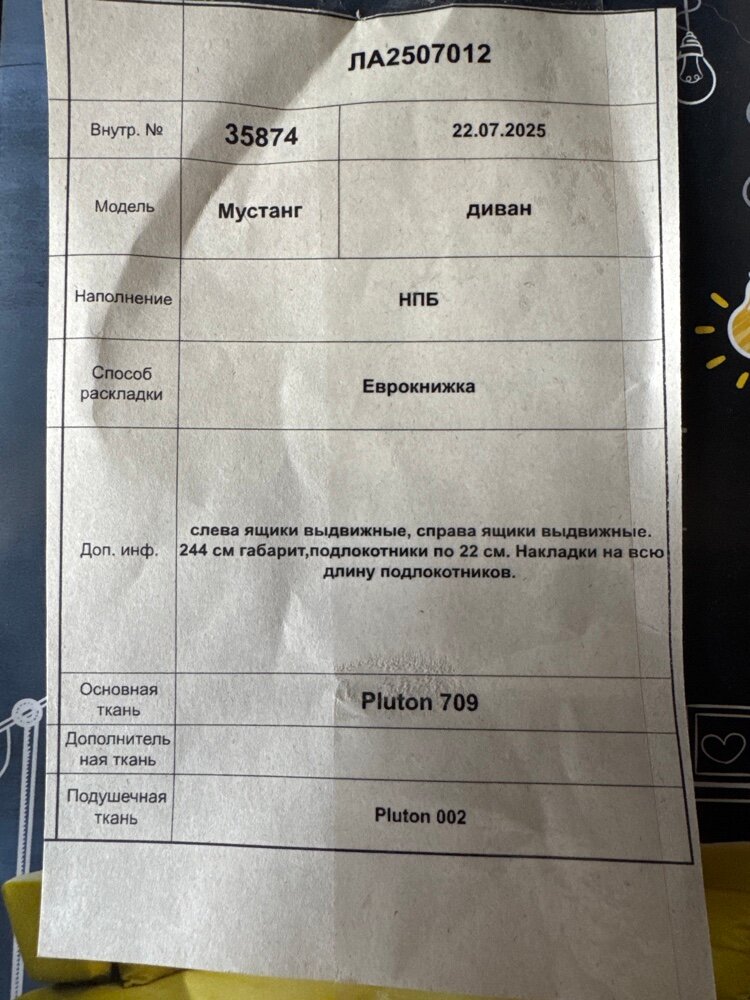 ЛА2507012
Внутр. № 35874 22.07.2025
Модель Мустанг диван
Наполнение НПБ
Способ
раскладки Еврокнижка
Доп. инф. слева ящики выдвижные, справа ящики выдвижные.
244 см габарит,подлокотники по 22 см. Накладки на всю
длину подлокотников.
Основная
ткань Pluton 709
Дополнитель
ная ткань
Подушечная
ткань Pluton 002